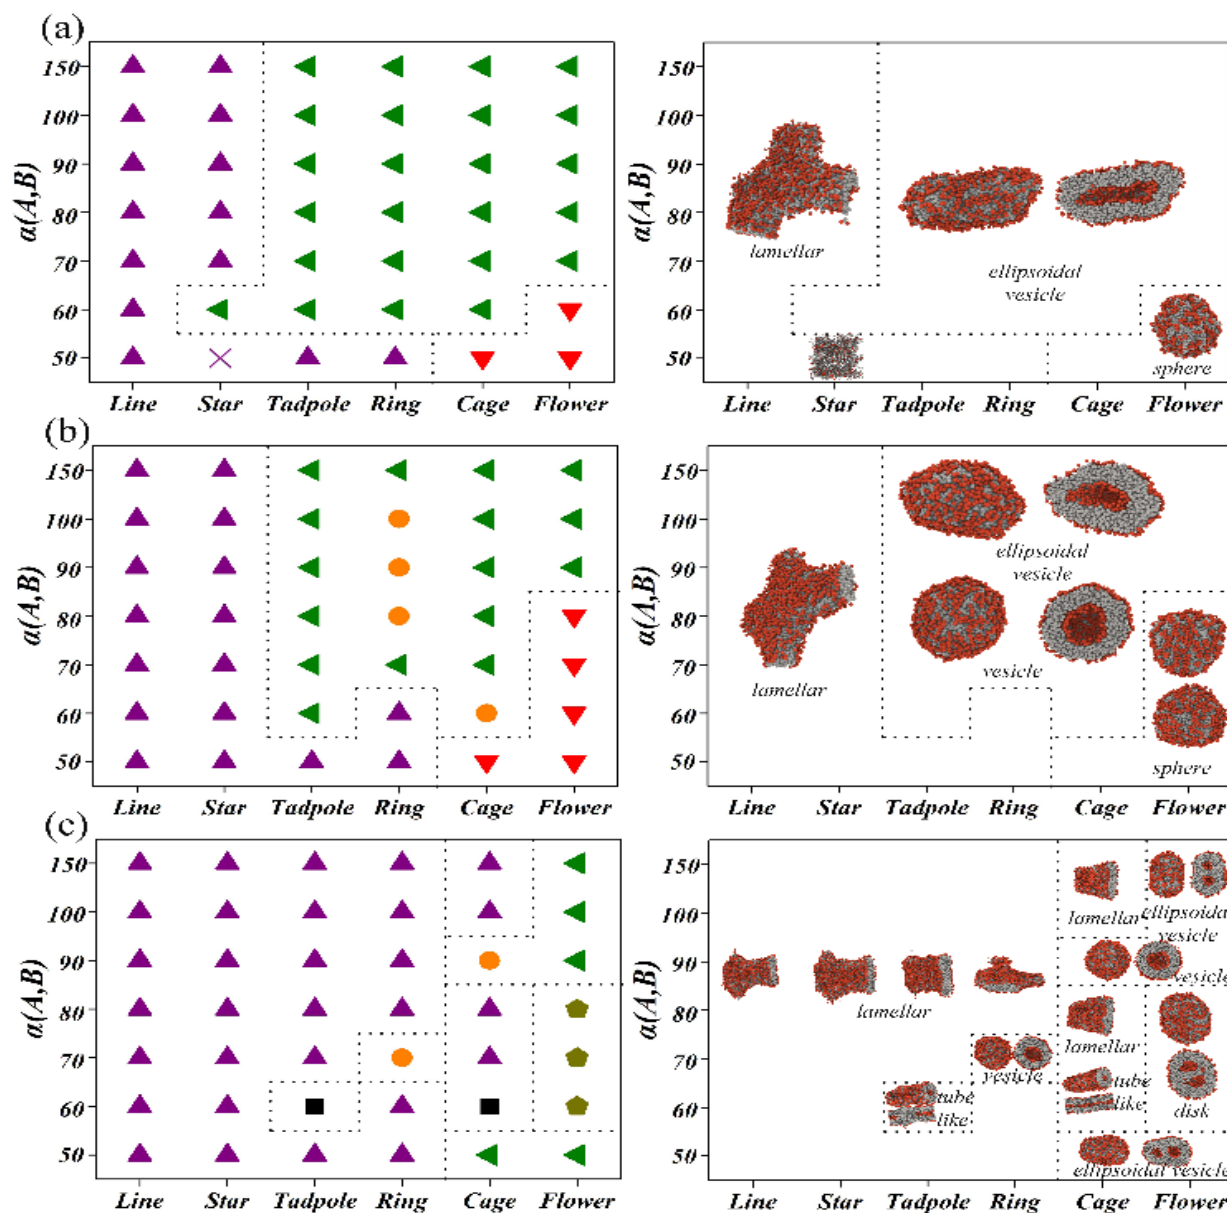 (a)
α(A,B)
150
100
90
80
70
60
50
Line Star Tadpole Ring Cage Flower
α(A,B)
150
100
90
80
70
60
50
lamellar
ellipsoidal
vesicle
sphere
Line Star Tadpole Ring Cage Flower
(b)
α(A,B)
150
100
90
80
70
60
50
Line Star Tadpole Ring Cage Flower
α(A,B)
150
100
90
80
70
60
50
ellipsoidal
vesicle
lamellar
vesicle
sphere
Line Star Tadpole Ring Cage Flower
(c)
α(A,B)
150
100
90
80
70
60
50
Line Star Tadpole Ring Cage Flower
α(A,B)
150
100
90
80
70
60
50
lamellar
ellipsoidal
vesicle
vesicle
lamellar
lamellar
vesicle
tube
like
tube
like
disk
ellipsoidal vesicle
Line Star Tadpole Ring Cage Flower